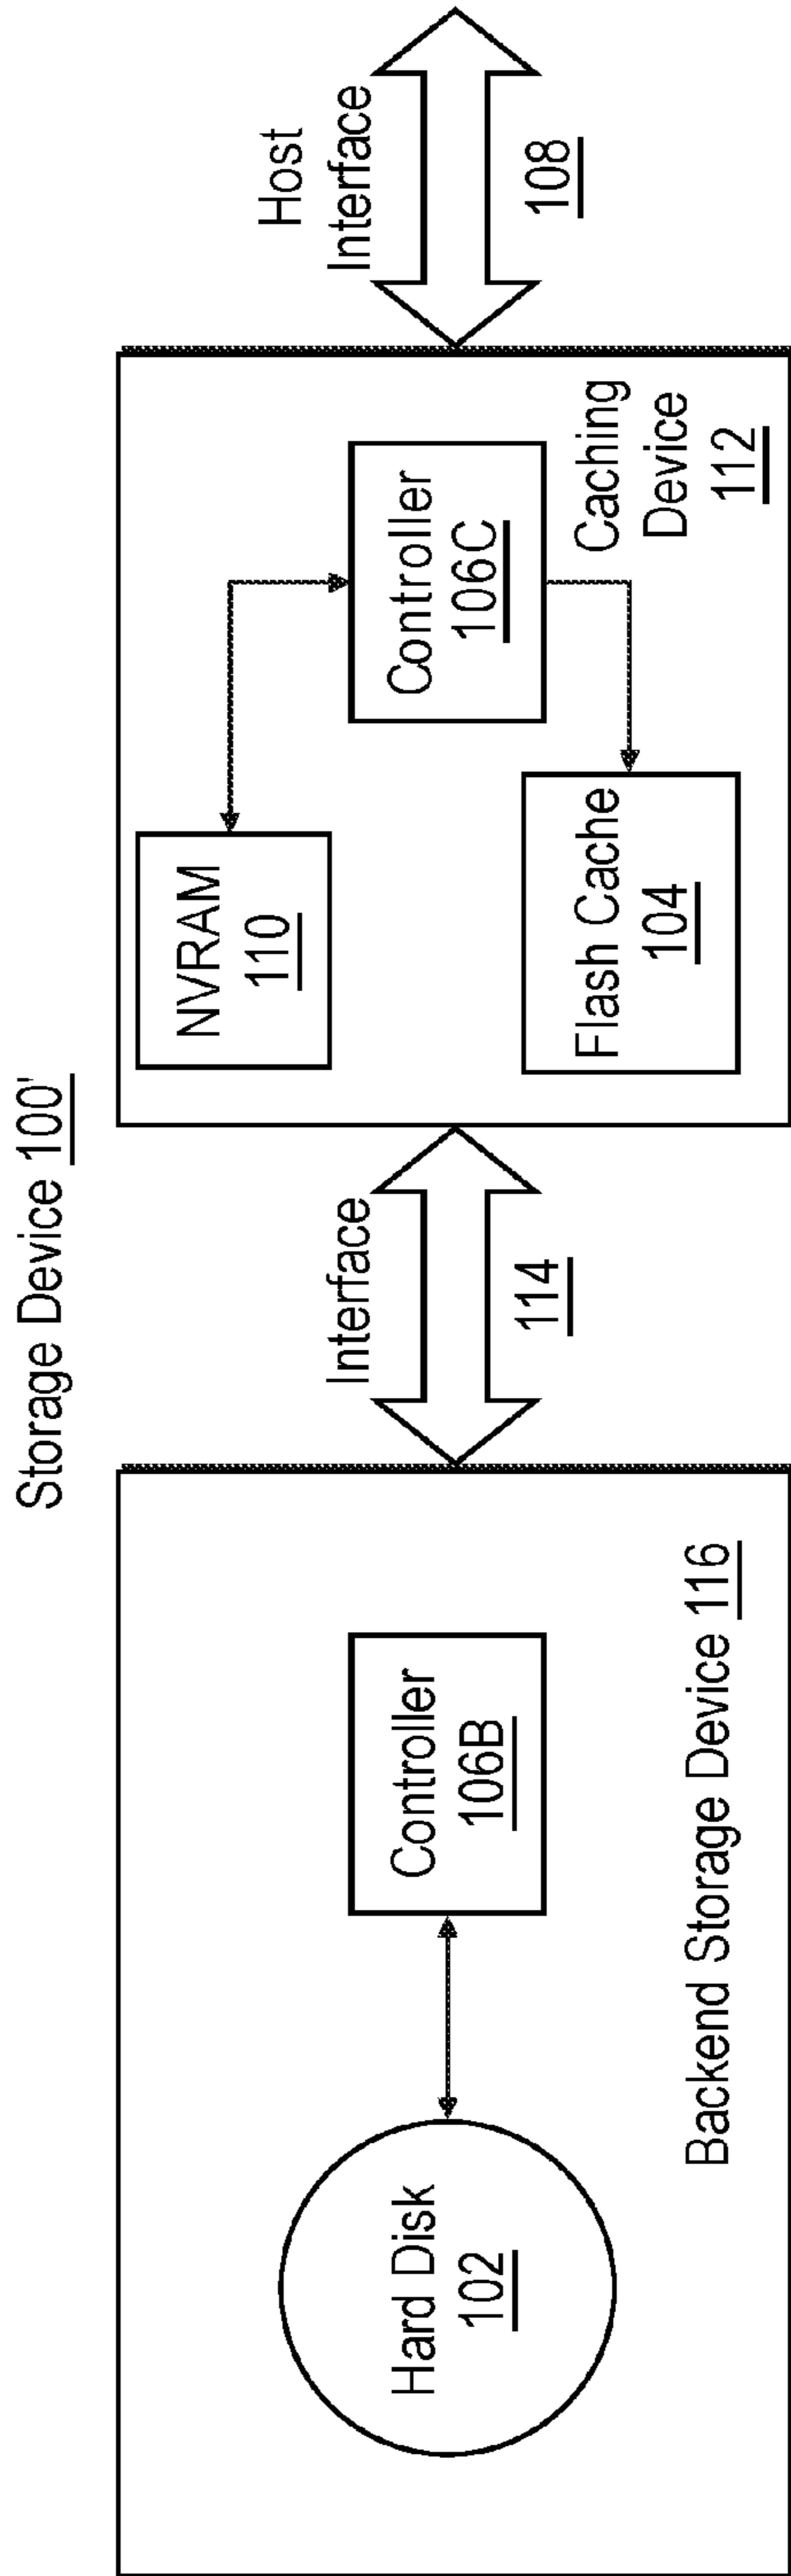 Storage Device 100'
Hard Disk
102
Controller
106B
Backend Storage Device 116
Interface
114
NVRAM
110
Controller
106C
Flash Cache
104
Caching
Device
112
Host
Interface
108